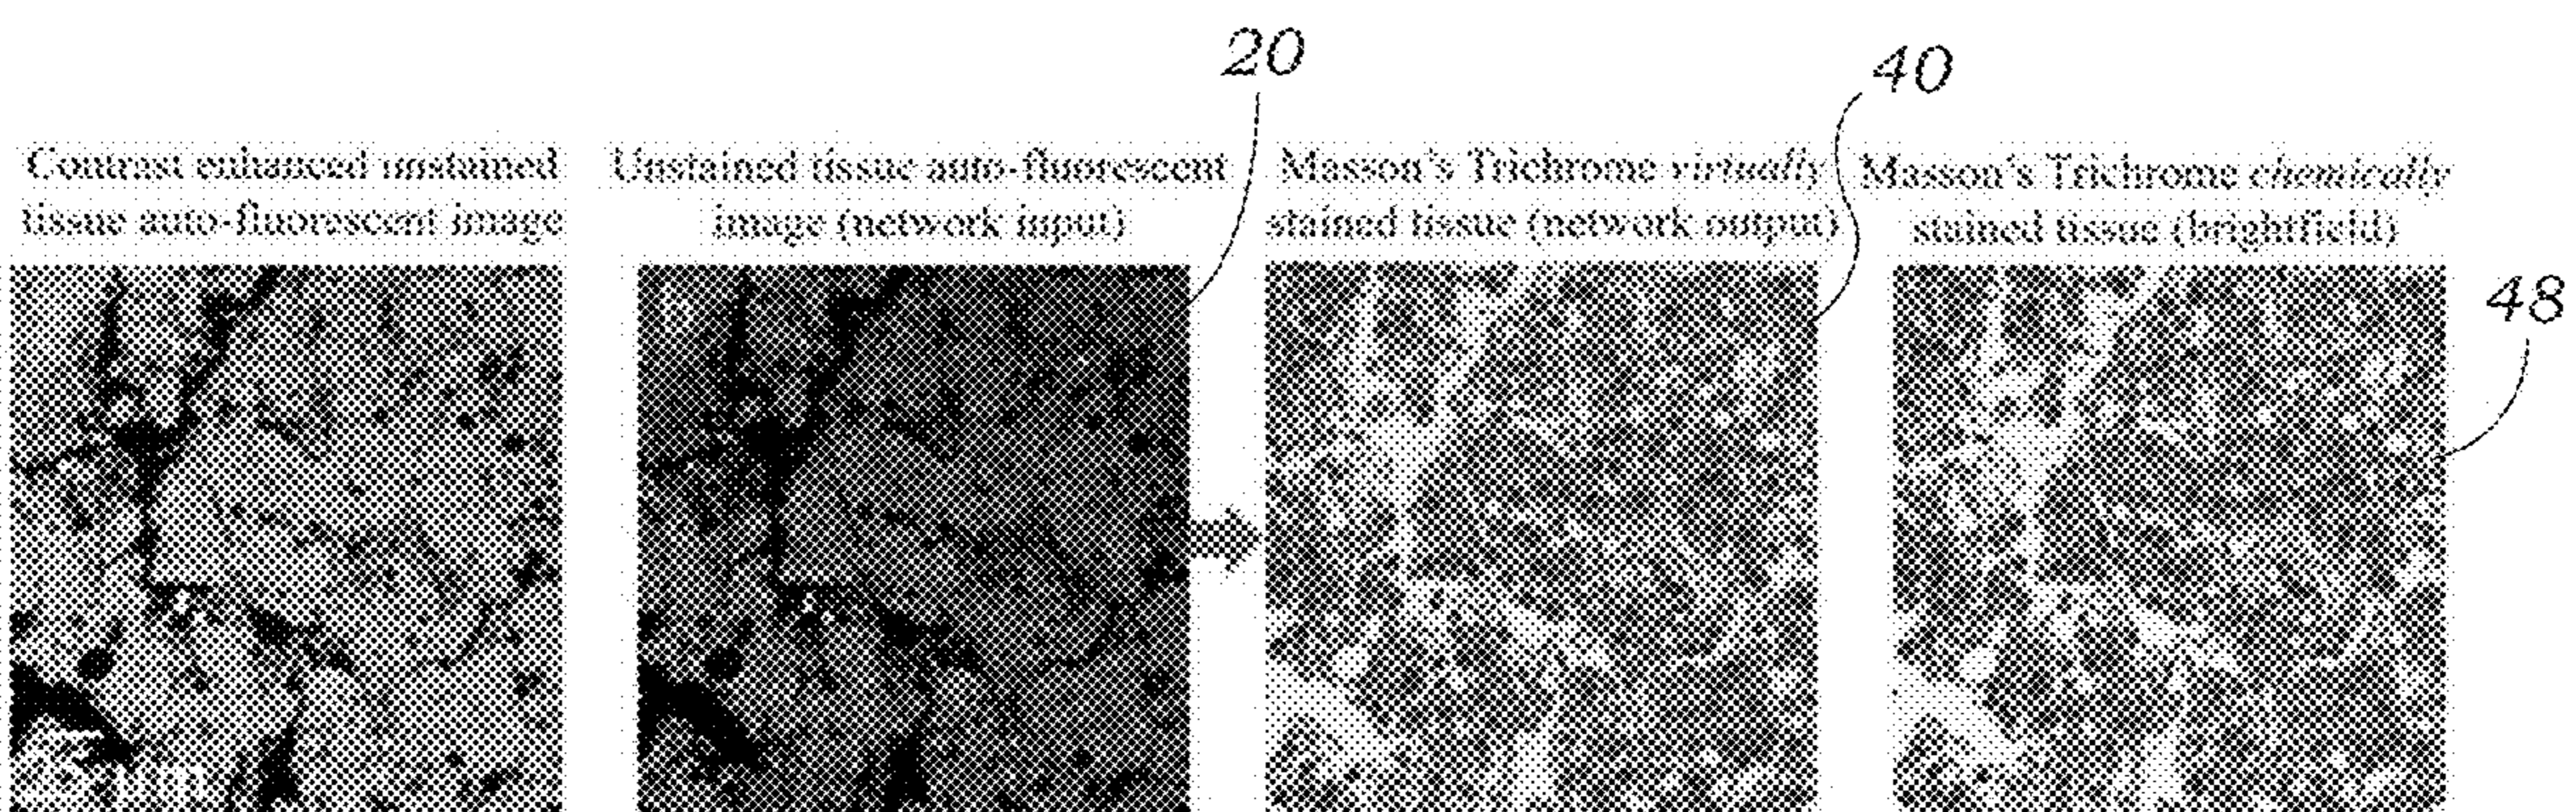 20
40
Contrast enhanced unstained
tissue auto-fluorescent image
Unstained tissue auto-fluorescent
image (network input)
Masson's Trichrome virtually
stained tissue (network output)
Masson's Trichrome chemically
stained tissue (brightfield)
48